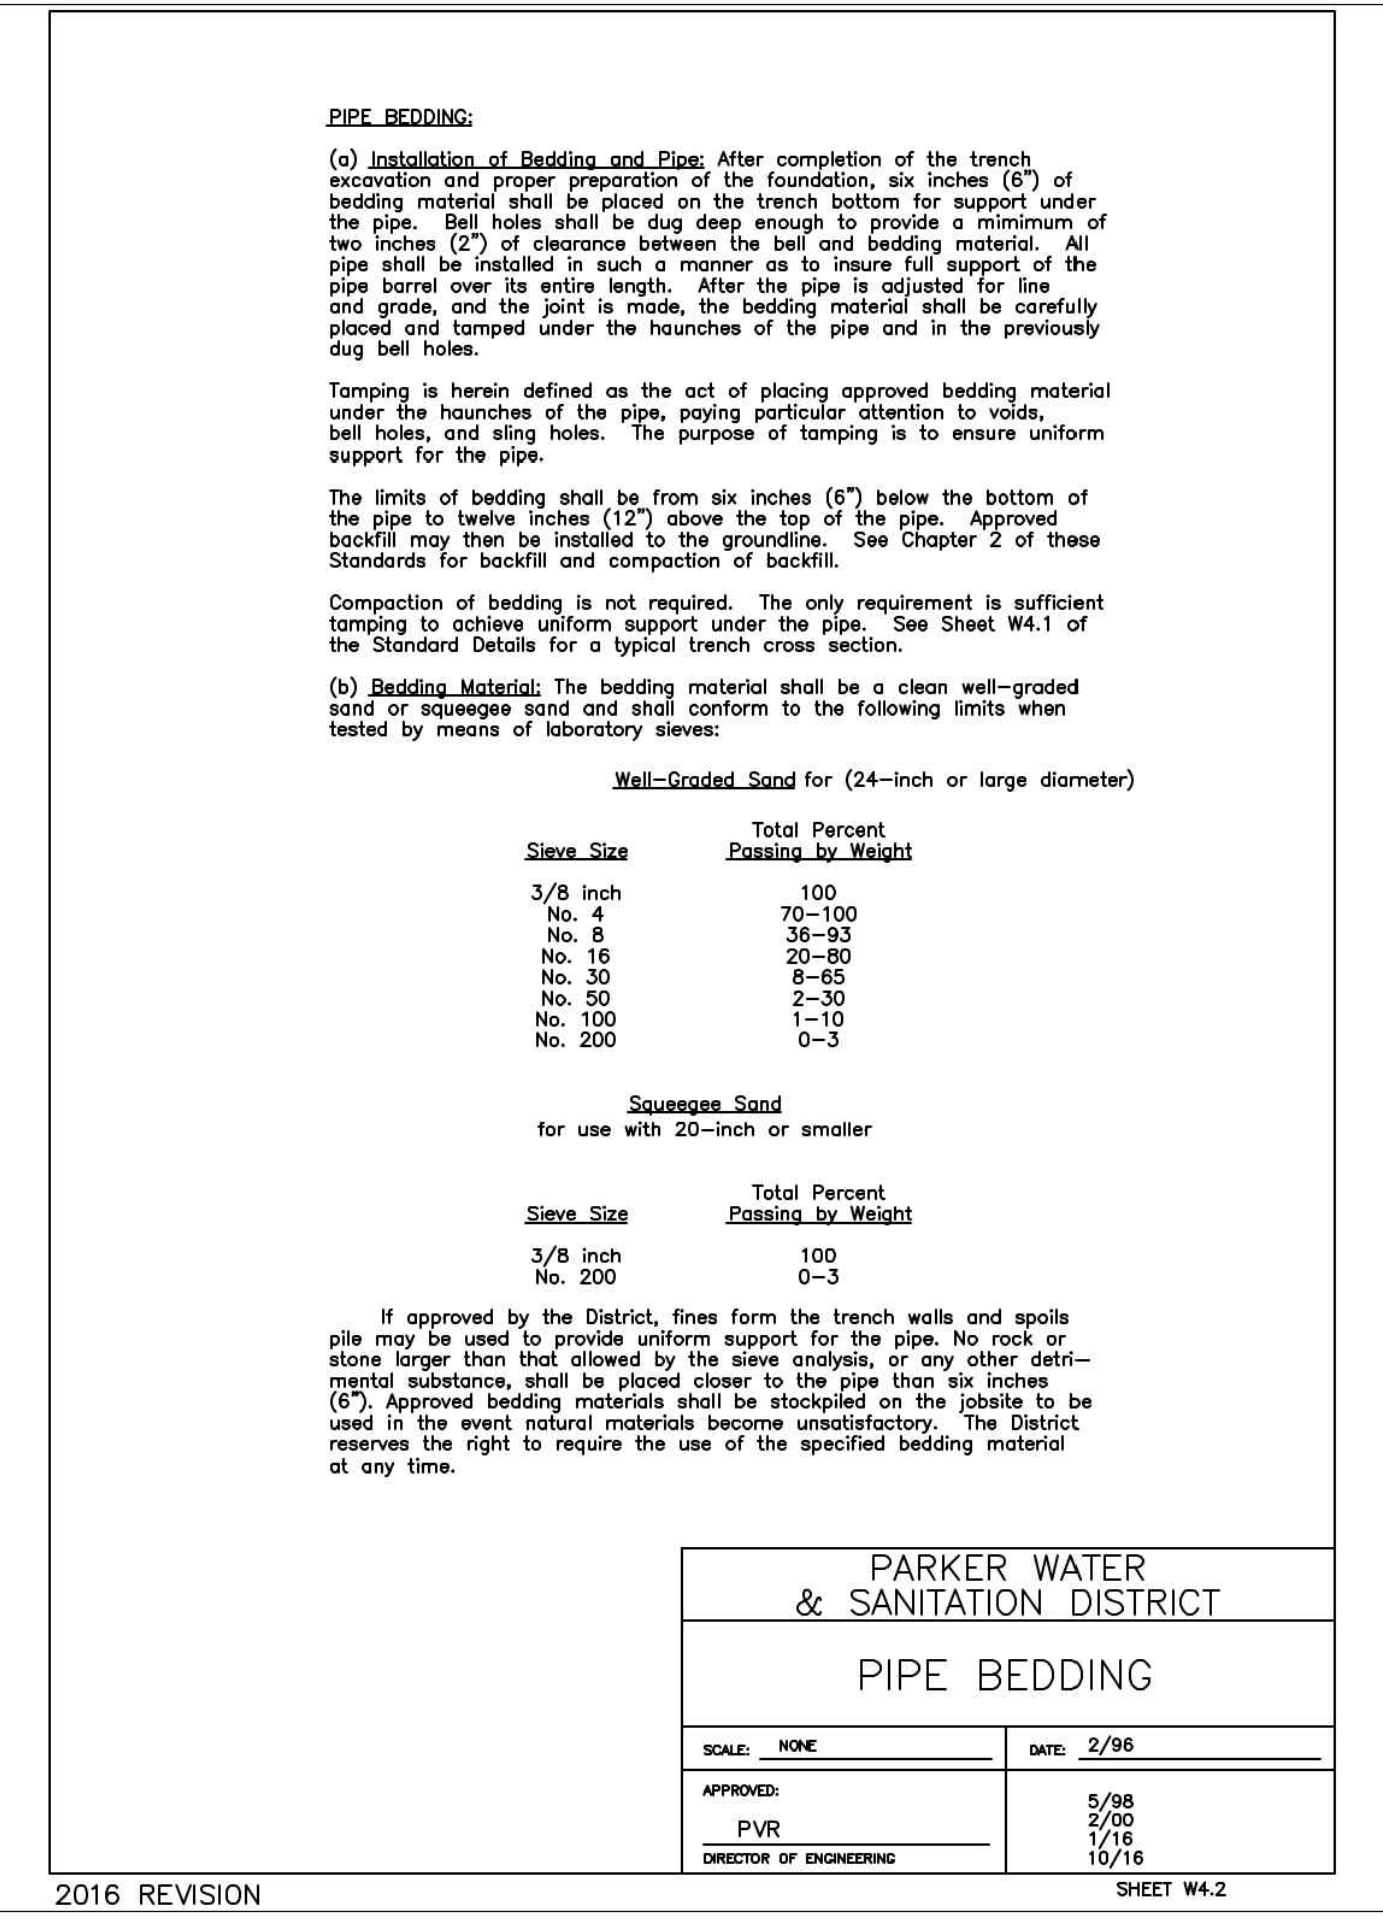 PIPE BEDDING:
(a) Installation of Bedding and Pipe: After completion of the trench
excavation and proper preparation of the foundation, six inches (6") of
bedding material shall be placed on the trench bottom for support under
the pipe. Bell holes shall be dug deep enough to provide a mimimum of
two inches (2") of clearance between the bell and bedding material. All
pipe shall be installed in such a manner as to insure full support of the
pipe barrel over its entire length. After the pipe is adjusted for line
and grade, and the joint is made, the bedding material shall be carefully
placed and tamped under the haunches of the pipe and in the previously
dug bell holes.
Tamping is herein defined as the act of placing approved bedding material
under the haunches of the pipe, paying particular attention to voids,
bell holes, and sling holes. The purpose of tamping is to ensure uniform
support for the pipe.
The limits of bedding shall be from six inches (6") below the bottom of
the pipe to twelve inches (12") above the top of the pipe. Approved
backfill may then be installed to the groundline. See Chapter 2 of these
Standards for backfill and compaction of backfill.
Compaction of bedding is not required. The only requirement is sufficient
tamping to achieve uniform support under the pipe. See Sheet W4.1 of
the Standard Details for a typical trench cross section.
(b) Bedding Material: The bedding material shall be a clean well-graded
sand or squeegee sand and shall conform to the following limits when
tested by means of laboratory sieves:
Well-Graded Sand for (24-inch or large diameter)
Total Percent
Sieve Size Passing by Weight
3/8 inch 100
No. 4 70-100
No. 8 36-93
No. 16 20-80
No. 30 8-65
No. 50 2-30
No. 100 1-10
No. 200 0-3
Squeegee Sand
for use with 20-inch or smaller
Total Percent
Sieve Size Passing by Weight
3/8 inch 100
No. 200 0-3
If approved by the District, fines form the trench walls and spoils
pile may be used to provide uniform support for the pipe. No rock or
stone larger than that allowed by the sieve analysis, or any other detri-
mental substance, shall be placed closer to the pipe than six inches
(6"). Approved bedding materials shall be stockpiled on the jobsite to be
used in the event natural materials become unsatisfactory. The District
reserves the right to require the use of the specified bedding material
at any time.
PARKER WATER
& SANITATION DISTRICT
PIPE BEDDING
SCALE: NONE DATE: 2/96
APPROVED:
PVR
DIRECTOR OF ENGINEERING
5/98
2/00
1/16
10/16
2016 REVISION SHEET W4.2